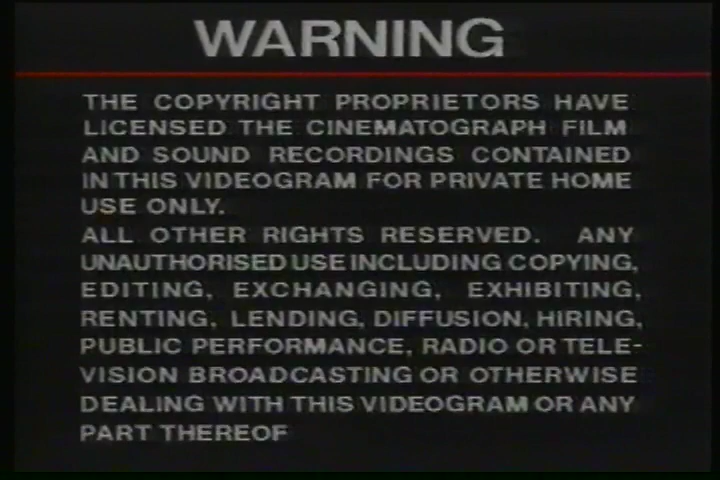 WARNING
THE COPYRIGHT PROPRIETORS HAVE
LICENSED THE CINEMATOGRAPH FILM
AND SOUND RECORDINGS CONTAINED
IN THIS VIDEOGRAM FOR PRIVATE HOME
USE ONLY.
ALL OTHER RIGHTS RESERVED. ANY
UNAUTHORISED USE INCLUDING COPYING,
EDITING, EXCHANGING, EXHIBITING,
RENTING, LENDING, DIFFUSION, HIRING,
PUBLIC PERFORMANCE, RADIO OR TELE-
VISION BROADCASTING OR OTHERWISE
DEALING WITH THIS VIDEOGRAM OR ANY
PART THEREOF